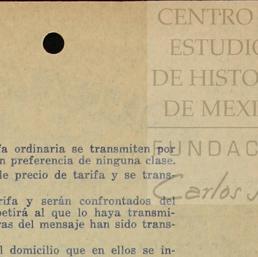 CENTRO
ESTUDIO
DE HISTO
DE MEXI
FUNDAC
Carlos
fa ordinaria se transmiten por
n preferencia de ninguna clase.
le precio de tarifa y se trans-
rifa y serán confrontados del
petirá al que lo haya transmi-
ras del mensaje han sido trans-
l domicilio que en ellos se in-